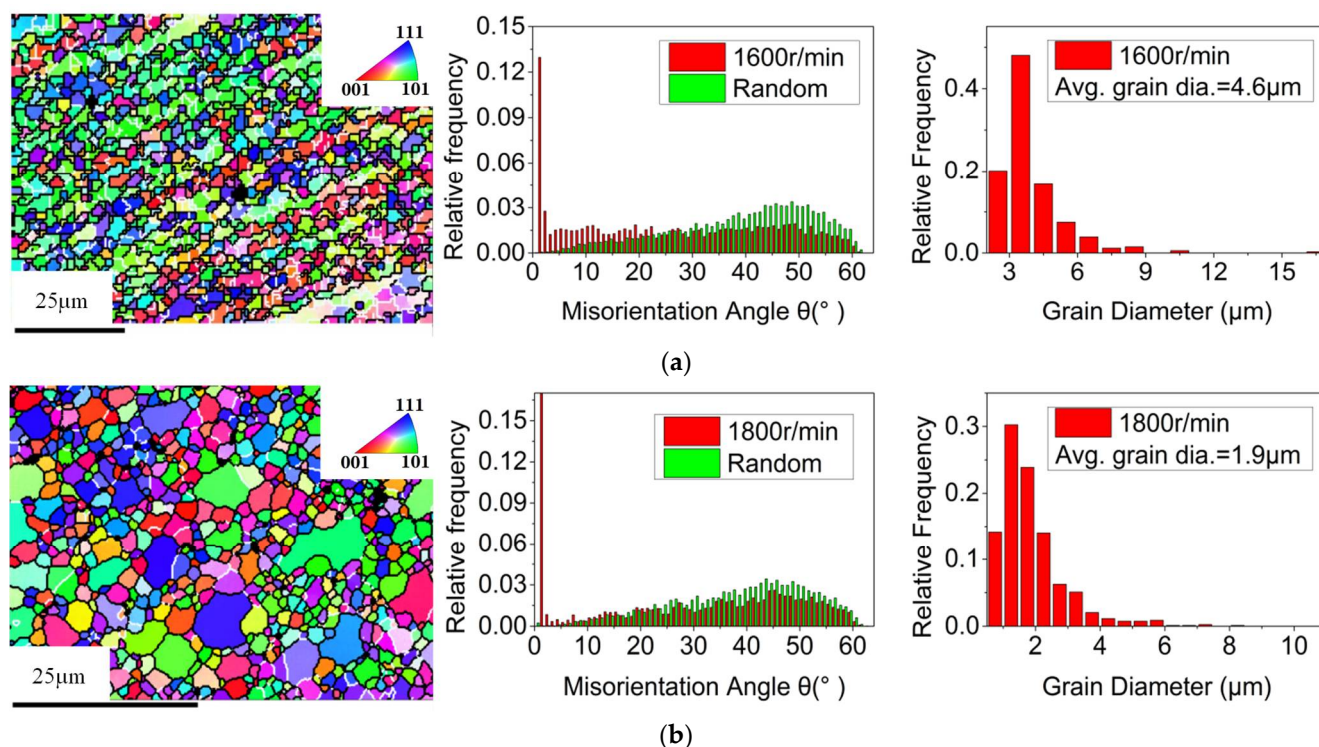 111
001 101
25μm
0.15
0.12
0.09
0.06
0.03
0.00
Relative frequency
1600r/min
Random
0 10 20 30 40 50 60
Misorientation Angle θ(° )
0.4
0.2
0.0
Relative Frequency
1600r/min
Avg. grain dia.=4.6μm
3 6 9 12 15
Grain Diameter (μm)
(a)
111
001 101
25μm
0.15
0.12
0.09
0.06
0.03
0.00
Relative frequency
1800r/min
Random
0 10 20 30 40 50 60
Misorientation Angle θ(° )
0.3
0.2
0.1
0.0
Relative Frequency
1800r/min
Avg. grain dia.=1.9μm
2 4 6 8 10
Grain Diameter (μm)
(b)